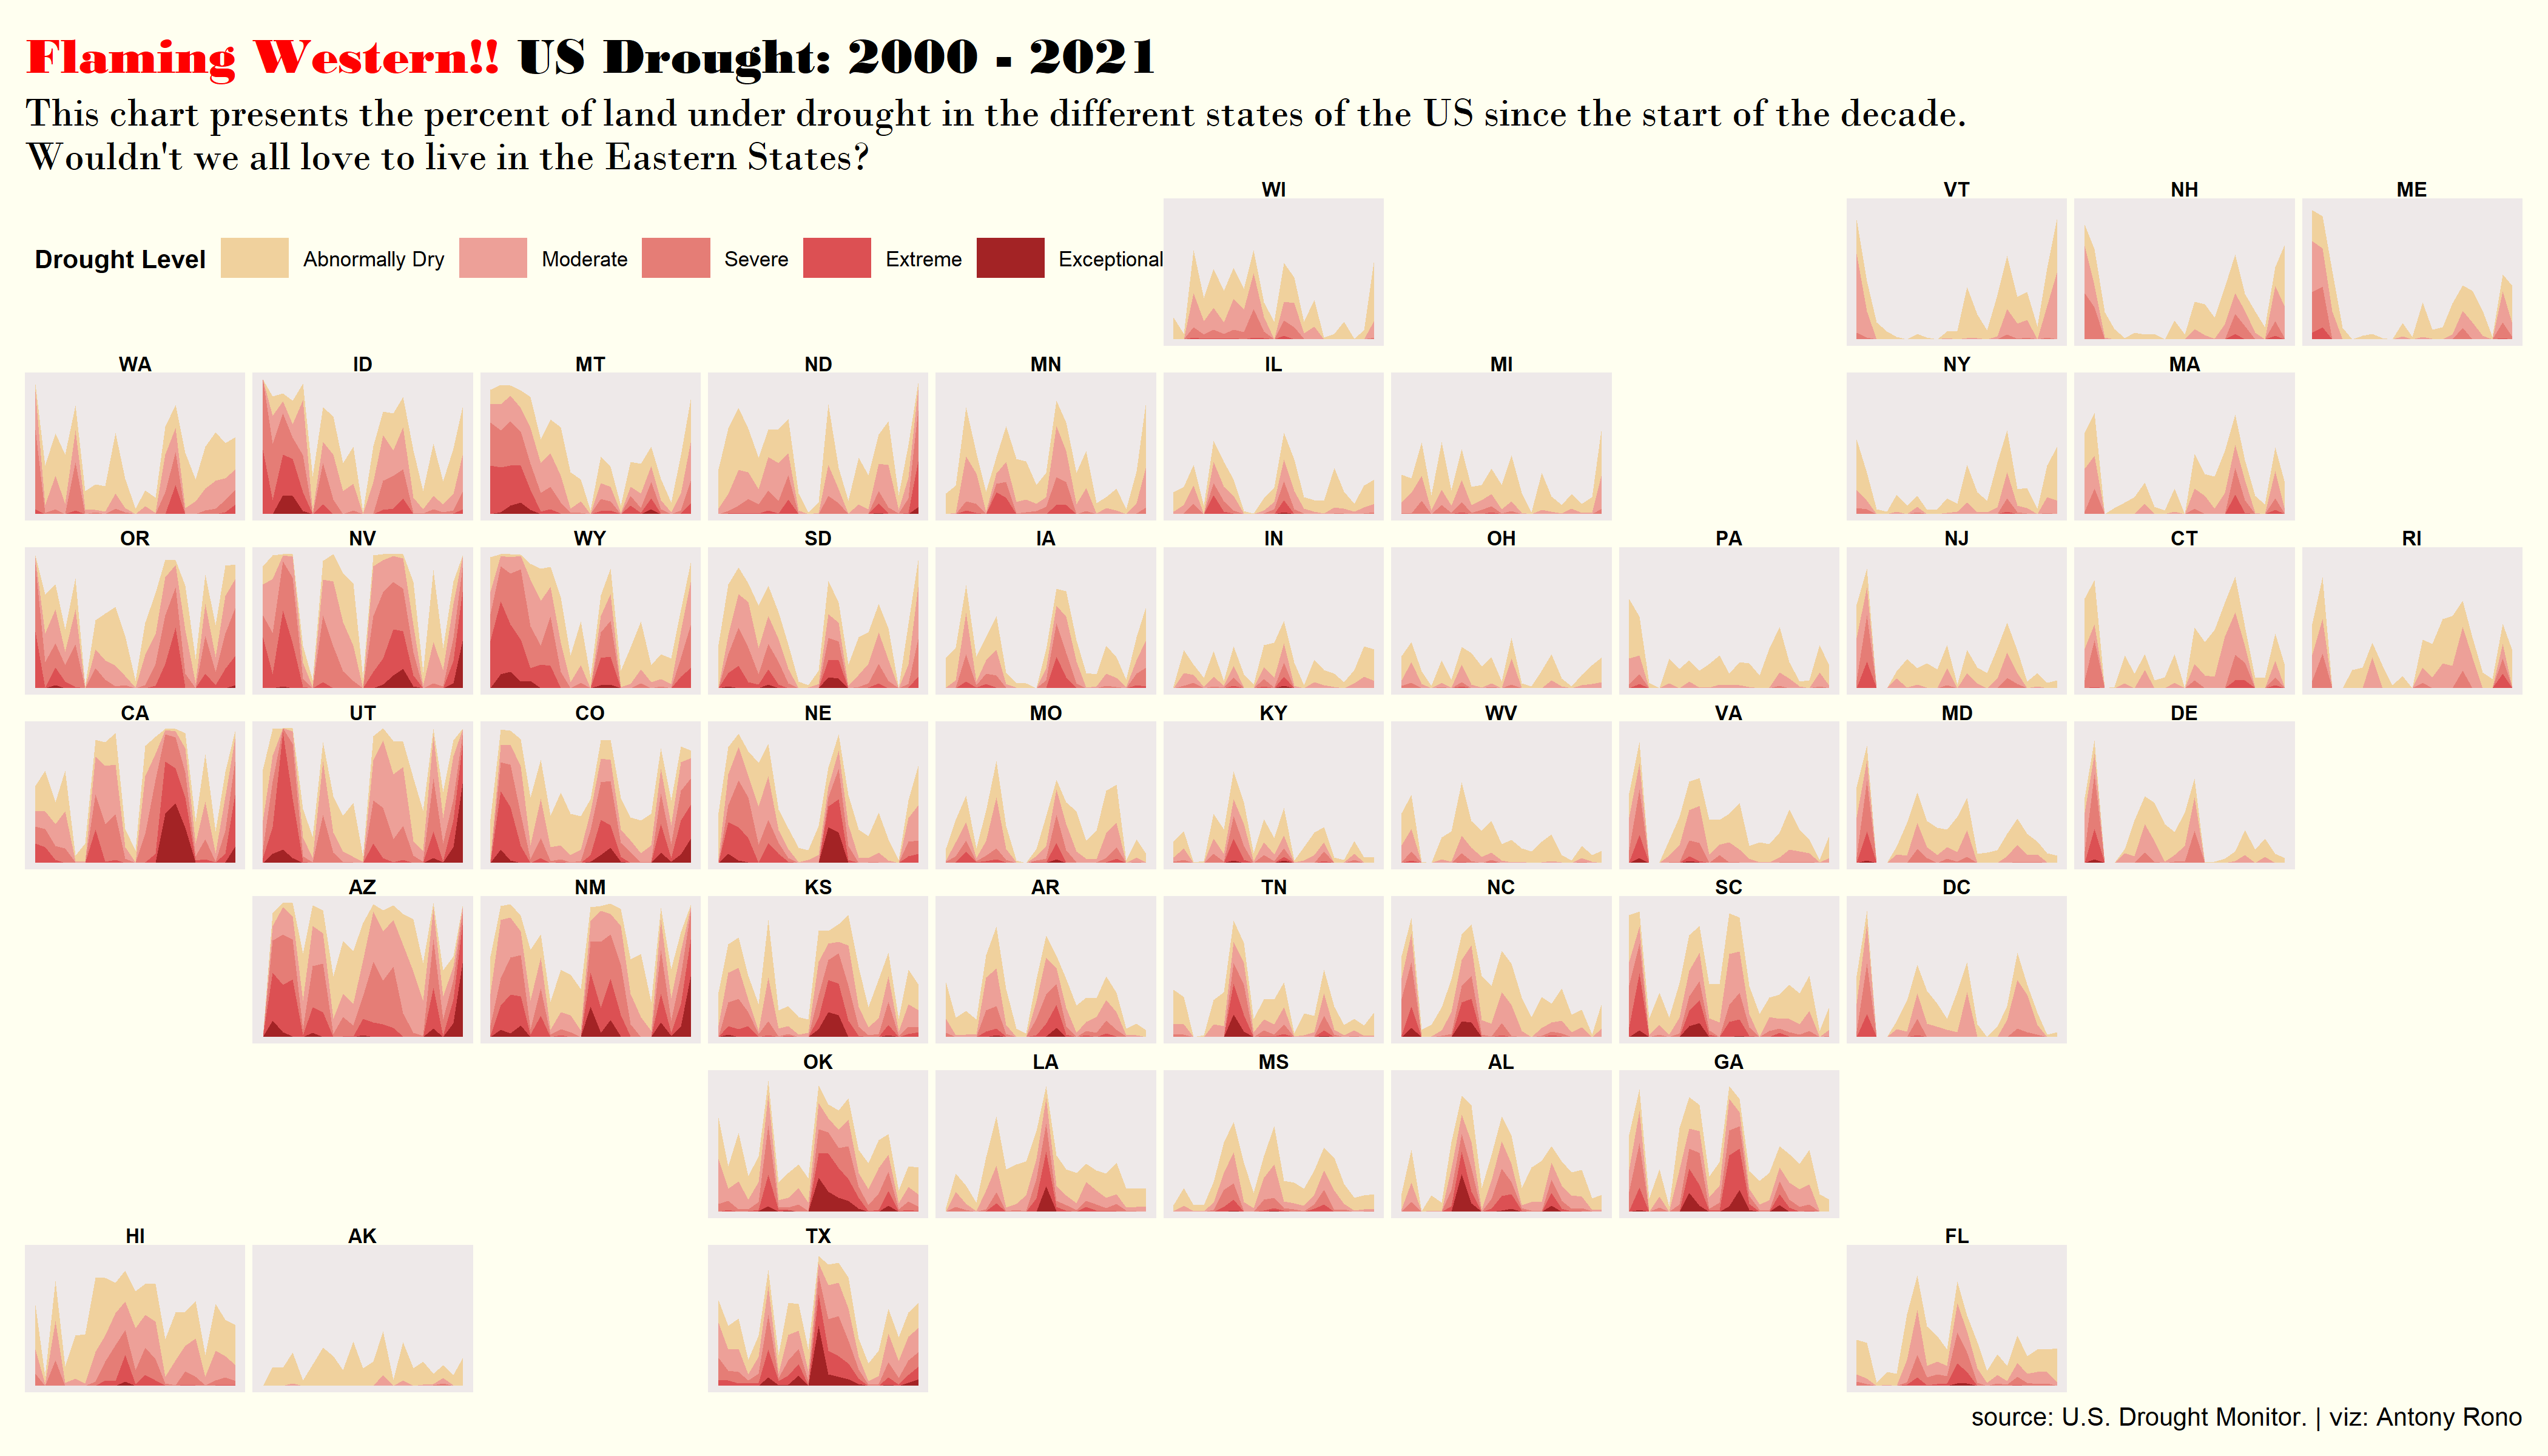 Flaming Western!! US Drought: 2000 - 2021
This chart presents the percent of land under drought in the different states of the US since the start of the decade.
Wouldn't we all love to live in the Eastern States?
WI VT NH ME
Drought Level Abnormally Dry Moderate Severe Extreme Exceptional
WA ID MT ND MN IL MI NY MA
OR NV WY SD IA IN OH PA NJ CT RI
CA UT CO NE MO KY WV VA MD DE
AZ NM KS AR TN NC SC DC
OK LA MS AL GA
HI AK TX FL
source: U.S. Drought Monitor. | viz: Antony Rono